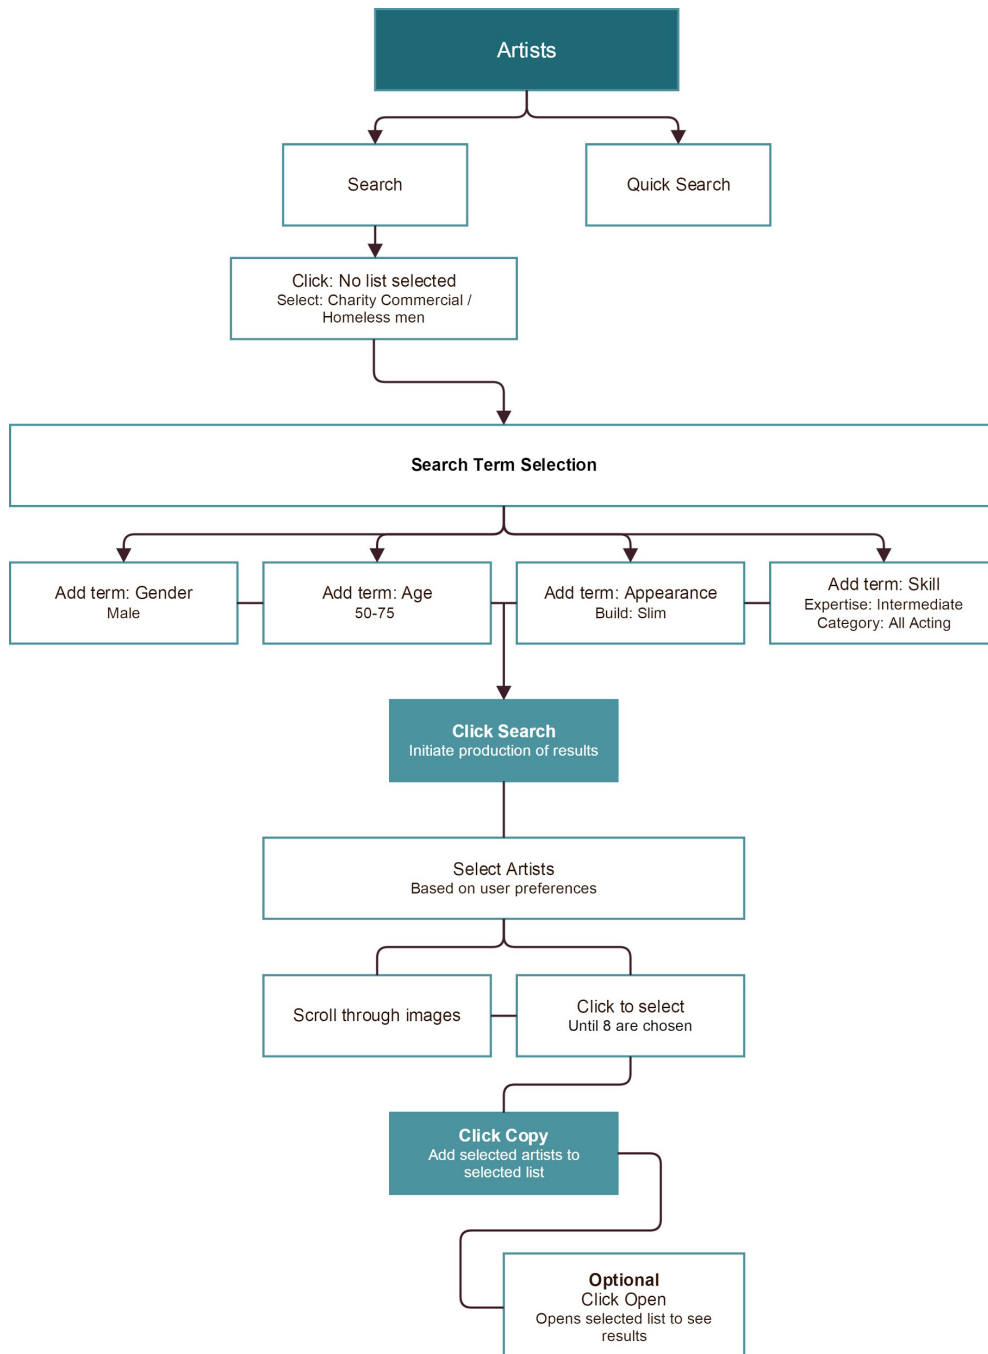 Artists
Search
Quick Search
Click: No list selected
Select: Charity Commercial /
Homeless men
Search Term Selection
Add term: Gender
Male
Add term: Age
50-75
Add term: Appearance
Build: Slim
Add term: Skill
Expertise: Intermediate
Category: All Acting
Click Search
Initiate production of results
Select Artists
Based on user preferences
Scroll through images
Click to select
Until 8 are chosen
Click Copy
Add selected artists to
selected list
Optional
Click Open
Opens selected list to see
results